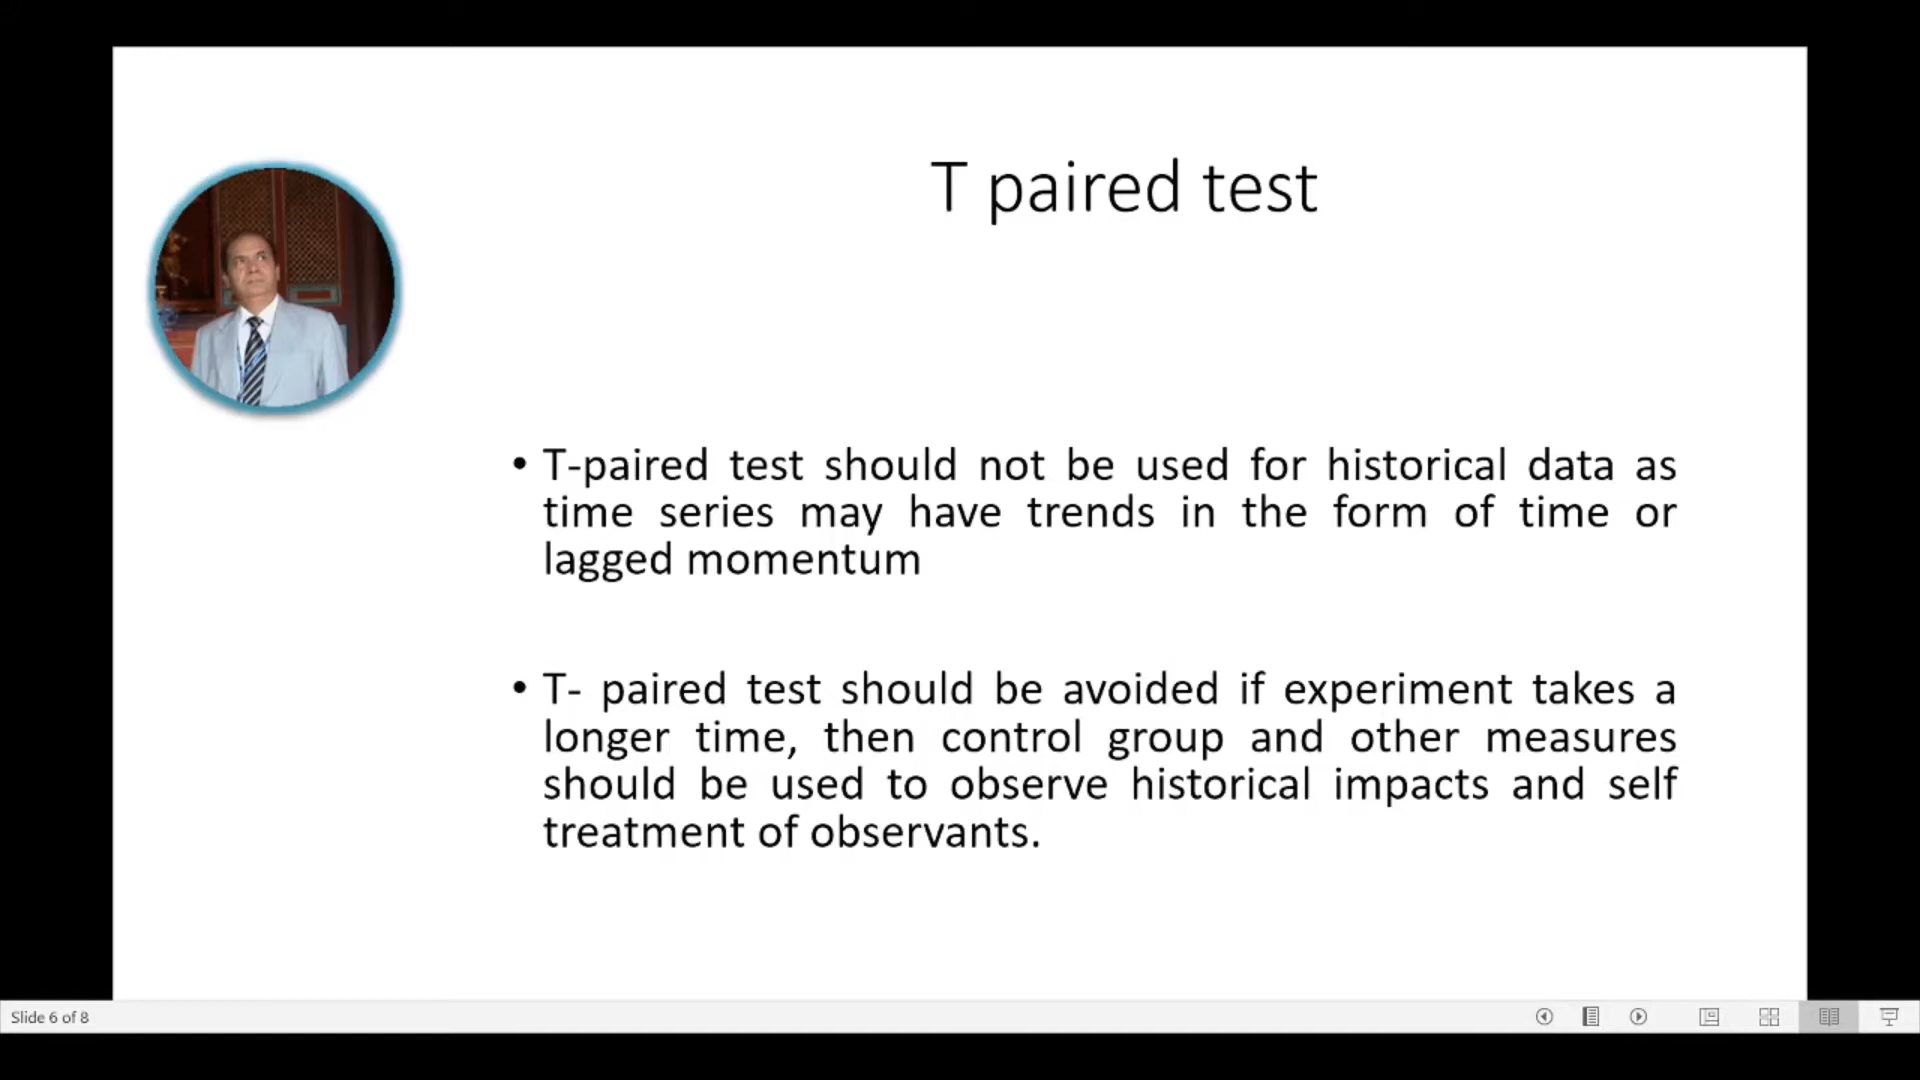 T paired test
• T-paired test should not be used for historical data as
time series may have trends in the form of time or
lagged momentum
• T- paired test should be avoided if experiment takes a
longer time, then control group and other measures
should be used to observe historical impacts and self
treatment of observants.
Slide 6 of 8